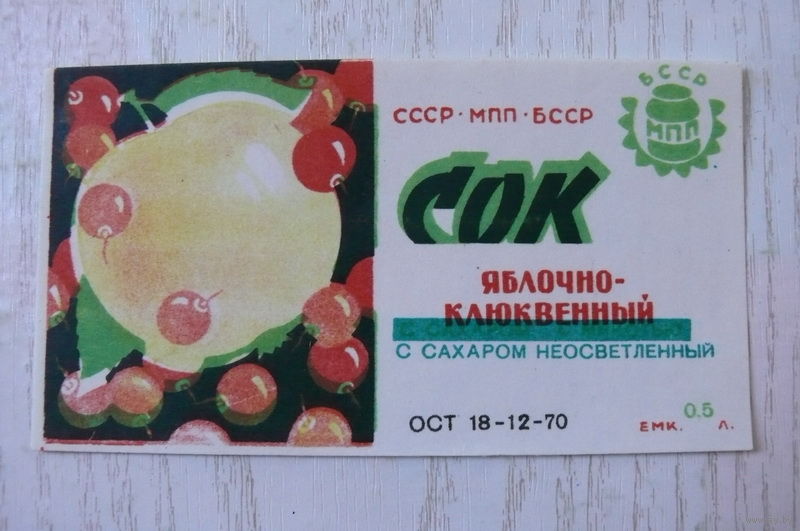 СССР · МПП · БССР
БССР
МПП
СОК
ЯБЛОЧНО-
КЛЮКВЕННЫЙ
С САХАРОМ НЕОСВЕТЛЕННЫЙ
ОСТ 18-12-70
ЕМК. 0.5 Л.